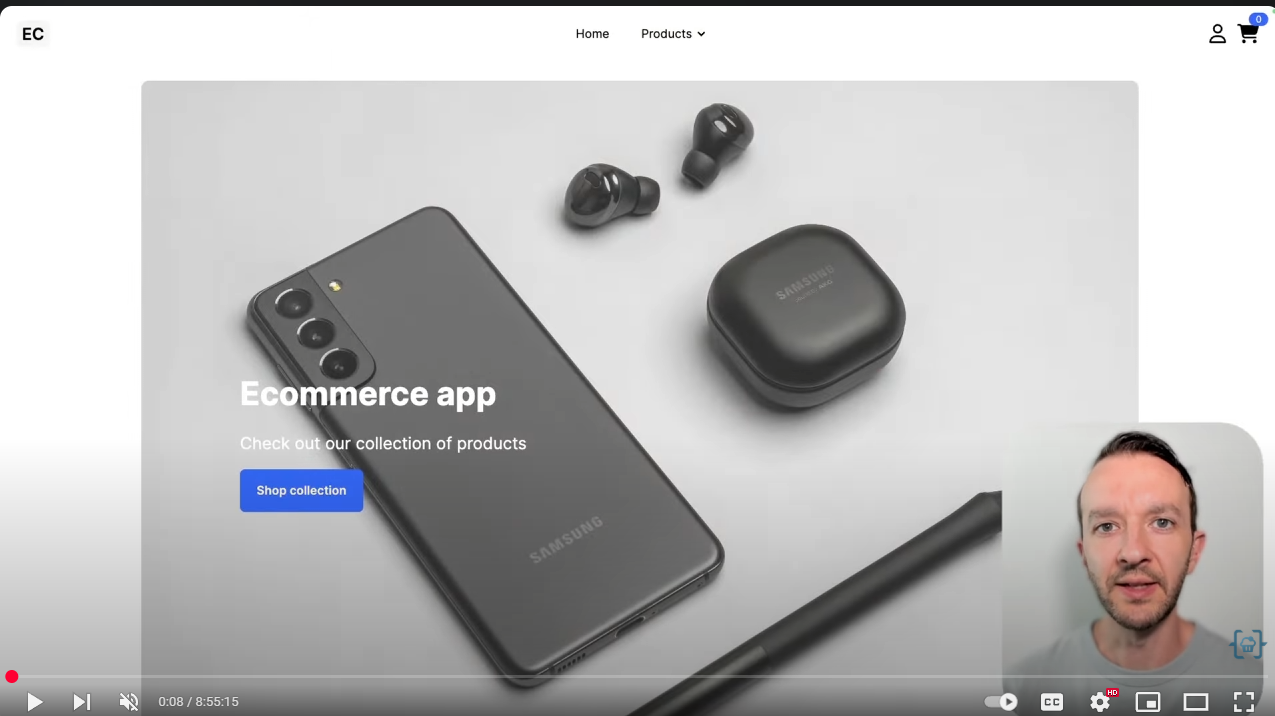 EC
Home
Products
0
SAMSUNG
Ecommerce app
Check out our collection of products
Shop collection
SAMSUNG
0:08 / 8:55:15
CC
HD